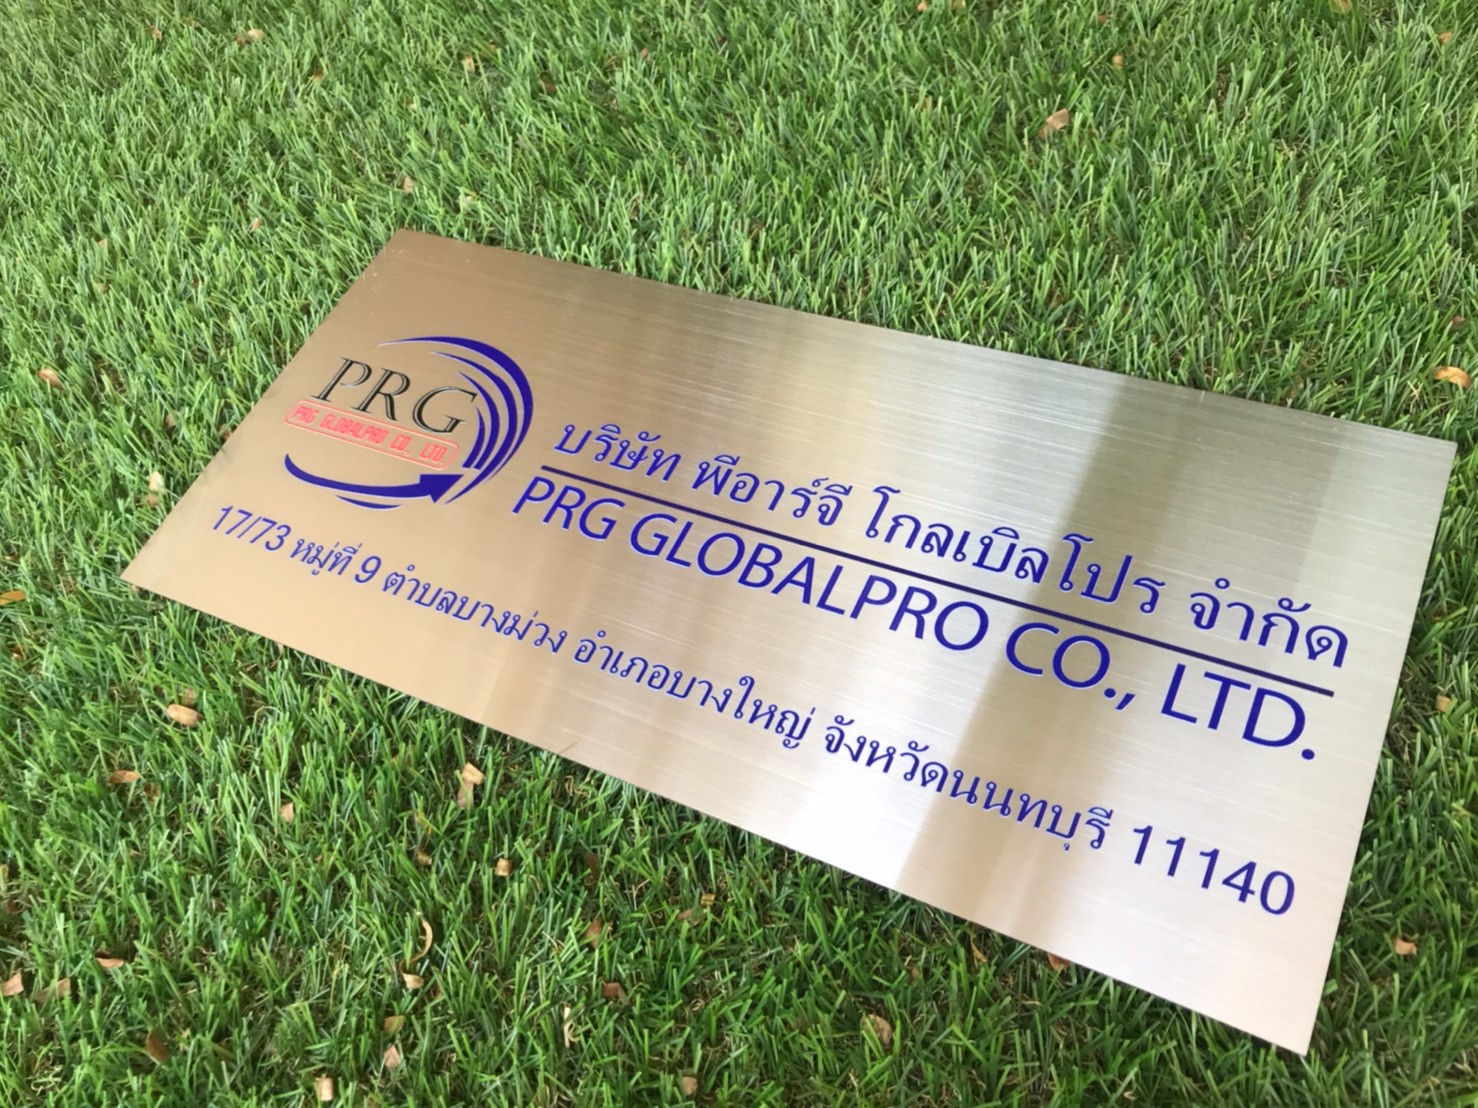 PRG
PRG GLOBALPRO CO., LTD.
บริษัท พีอาร์จี โกลเบิลโปร จำกัด
PRG GLOBALPRO CO., LTD.
17/73 หมู่ที่ 9 ตำบลบางม่วง อำเภอบางใหญ่ จังหวัดนนทบุรี 11140